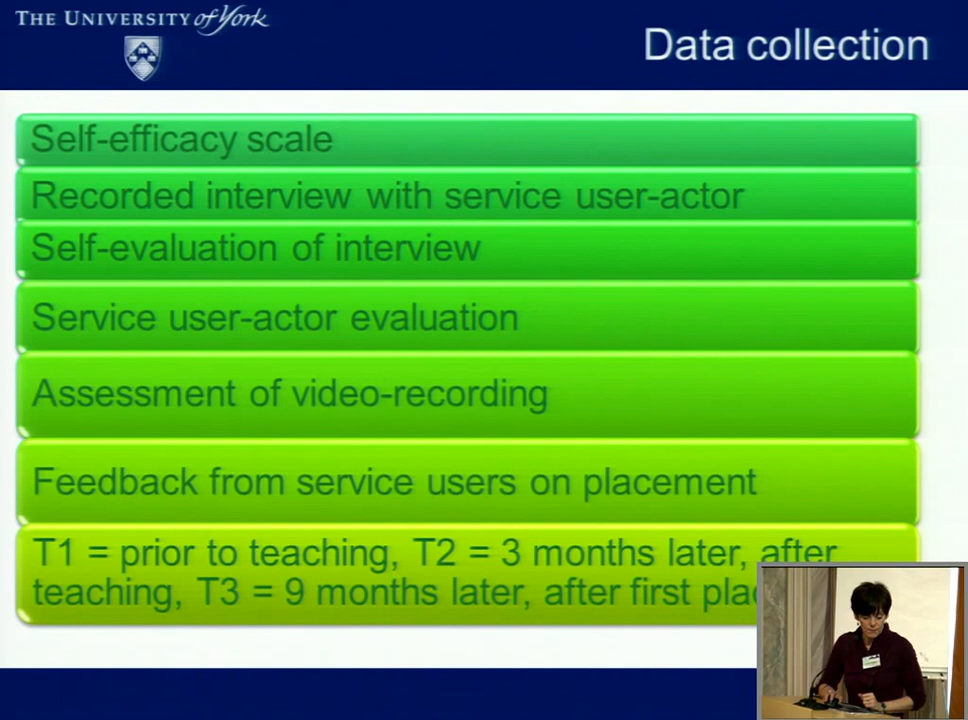 THE UNIVERSITY of York
Data collection
Self-efficacy scale
Recorded interview with service user-actor
Self-evaluation of interview
Service user-actor evaluation
Assessment of video-recording
Feedback from service users on placement
T1 = prior to teaching, T2 = 3 months later, after
teaching, T3 = 9 months later, after first